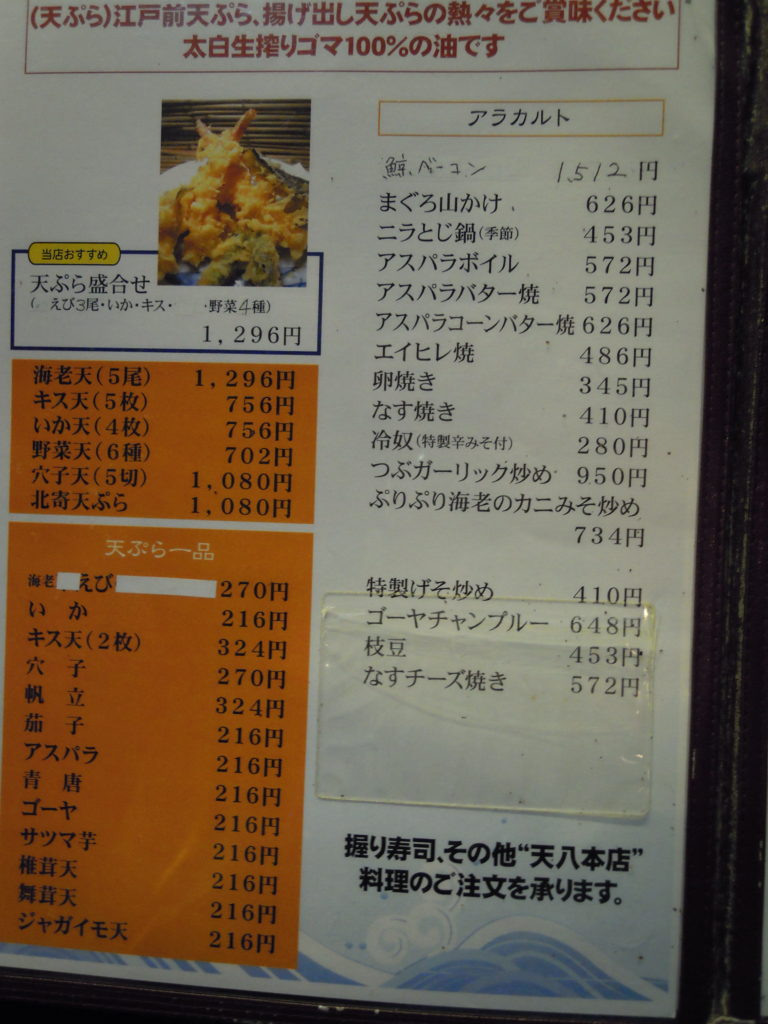 (天ぷら)江戸前天ぷら、揚げ出し天ぷらの熱々をご賞味ください
太白生搾りゴマ100%の油です
当店おすすめ
天ぷら盛合せ
(えび3尾・いか・キス・ ・野菜4種)
1,296円
海老天(5尾) 1,296円
キス天(5枚) 756円
いか天(4枚) 756円
野菜天(6種) 702円
穴子天(5切) 1,080円
北寄天ぷら 1,080円
天ぷら一品
海老 えび 270円
いか 216円
キス天(2枚) 324円
穴子 270円
帆立 324円
茄子 216円
アスパラ 216円
青唐 216円
ゴーヤ 216円
サツマ芋 216円
椎茸天 216円
舞茸天 216円
ジャガイモ天 216円
アラカルト
鯨ベーコン 1,512円
まぐろ山かけ 626円
ニラとじ鍋(季節) 453円
アスパラボイル 572円
アスパラバター焼 572円
アスパラコーンバター焼 626円
エイヒレ焼 486円
卵焼き 345円
なす焼き 410円
冷奴(特製辛みそ付) 280円
つぶガーリック炒め 950円
ぷりぷり海老のカニみそ炒め
734円
特製げそ炒め 410円
ゴーヤチャンプルー 648円
枝豆 453円
なすチーズ焼き 572円
握り寿司、その他“天八本店”
料理のご注文を承ります。